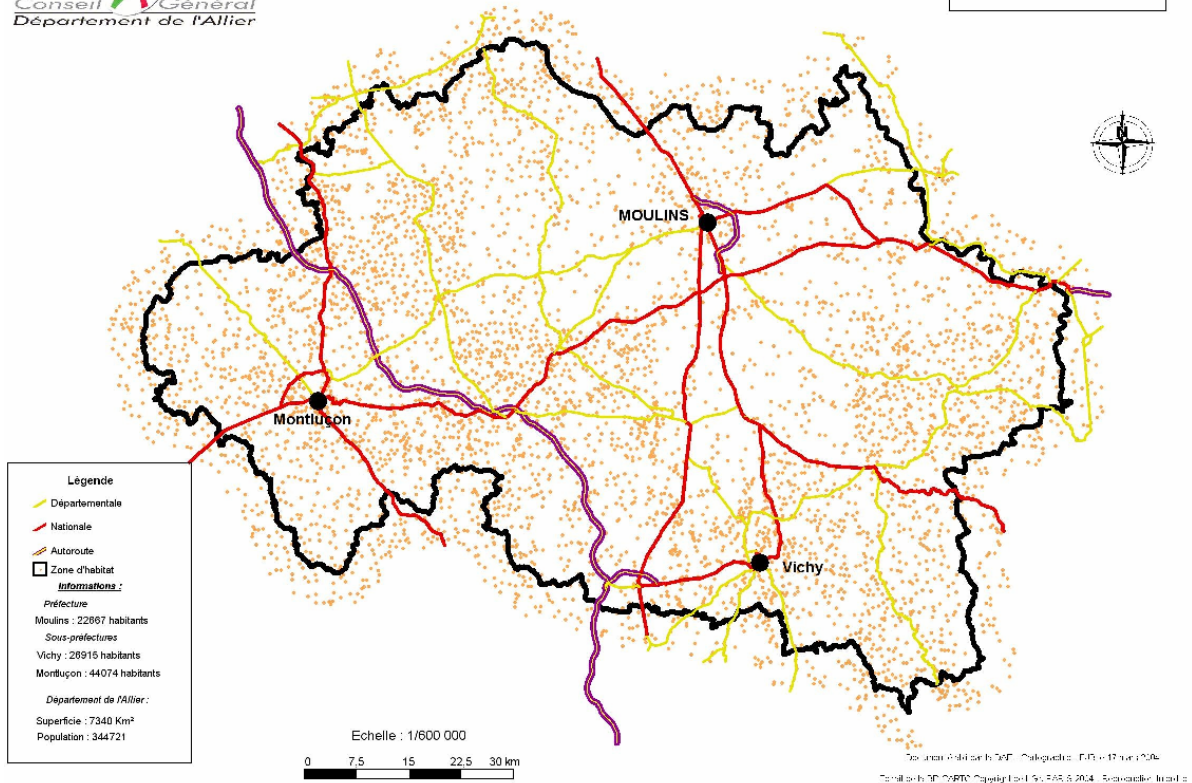 Conseil Général
Département de l'Allier
N
MOULINS
Montluçon
Vichy
Légende
Départementale
Nationale
Autoroute
Zone d'habitat
Informations :
Préfecture
Moulins : 22667 habitants
Sous-préfectures
Vichy : 26915 habitants
Montluçon : 44074 habitants
Département de l'Allier :
Superficie : 7340 Km²
Population : 344721
Echelle : 1/600 000
0 7,5 15 22,5 30 km